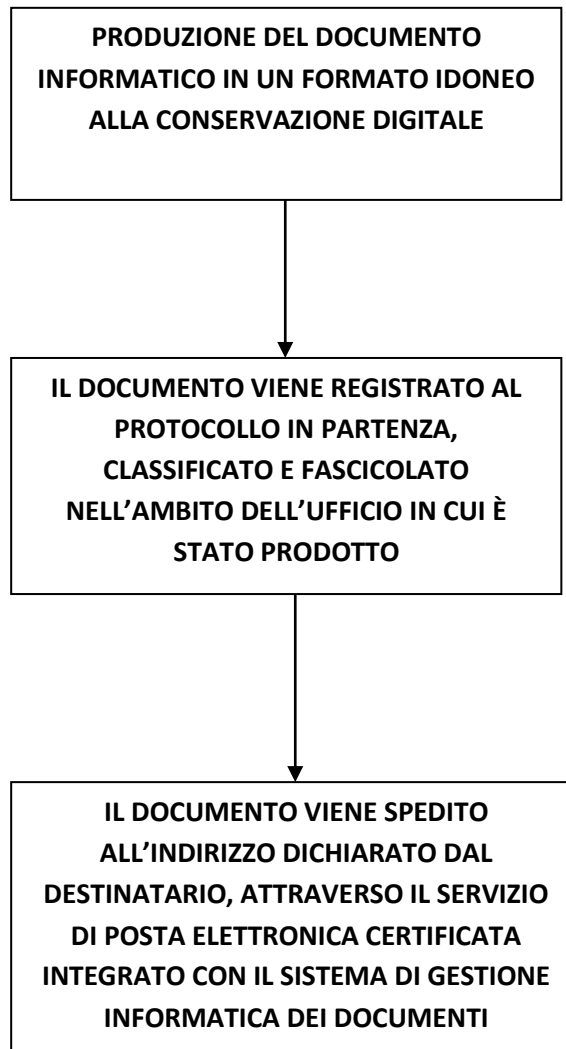 PRODUZIONE DEL DOCUMENTO
INFORMATICO IN UN FORMATO IDONEO
ALLA CONSERVAZIONE DIGITALE
IL DOCUMENTO VIENE REGISTRATO AL
PROTOCOLLO IN PARTENZA,
CLASSIFICATO E FASCICOLATO
NELL’AMBITO DELL’UFFICIO IN CUI È
STATO PRODOTTO
IL DOCUMENTO VIENE SPEDITO
ALL’INDIRIZZO DICHIARATO DAL
DESTINATARIO, ATTRAVERSO IL SERVIZIO
DI POSTA ELETTRONICA CERTIFICATA
INTEGRATO CON IL SISTEMA DI GESTIONE
INFORMATICA DEI DOCUMENTI